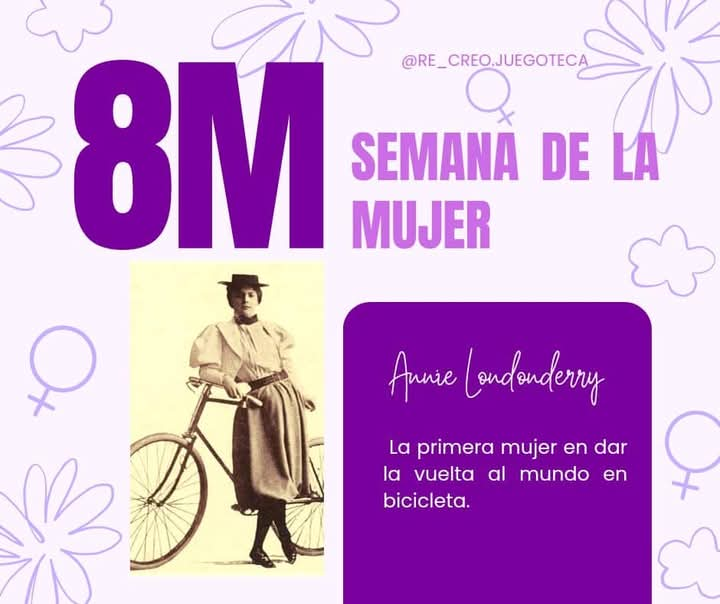 @RE_CREO.JUEGOTECA
8M
SEMANA DE LA
MUJER
Annie Londonderry
La primera mujer en dar
la vuelta al mundo en
bicicleta.